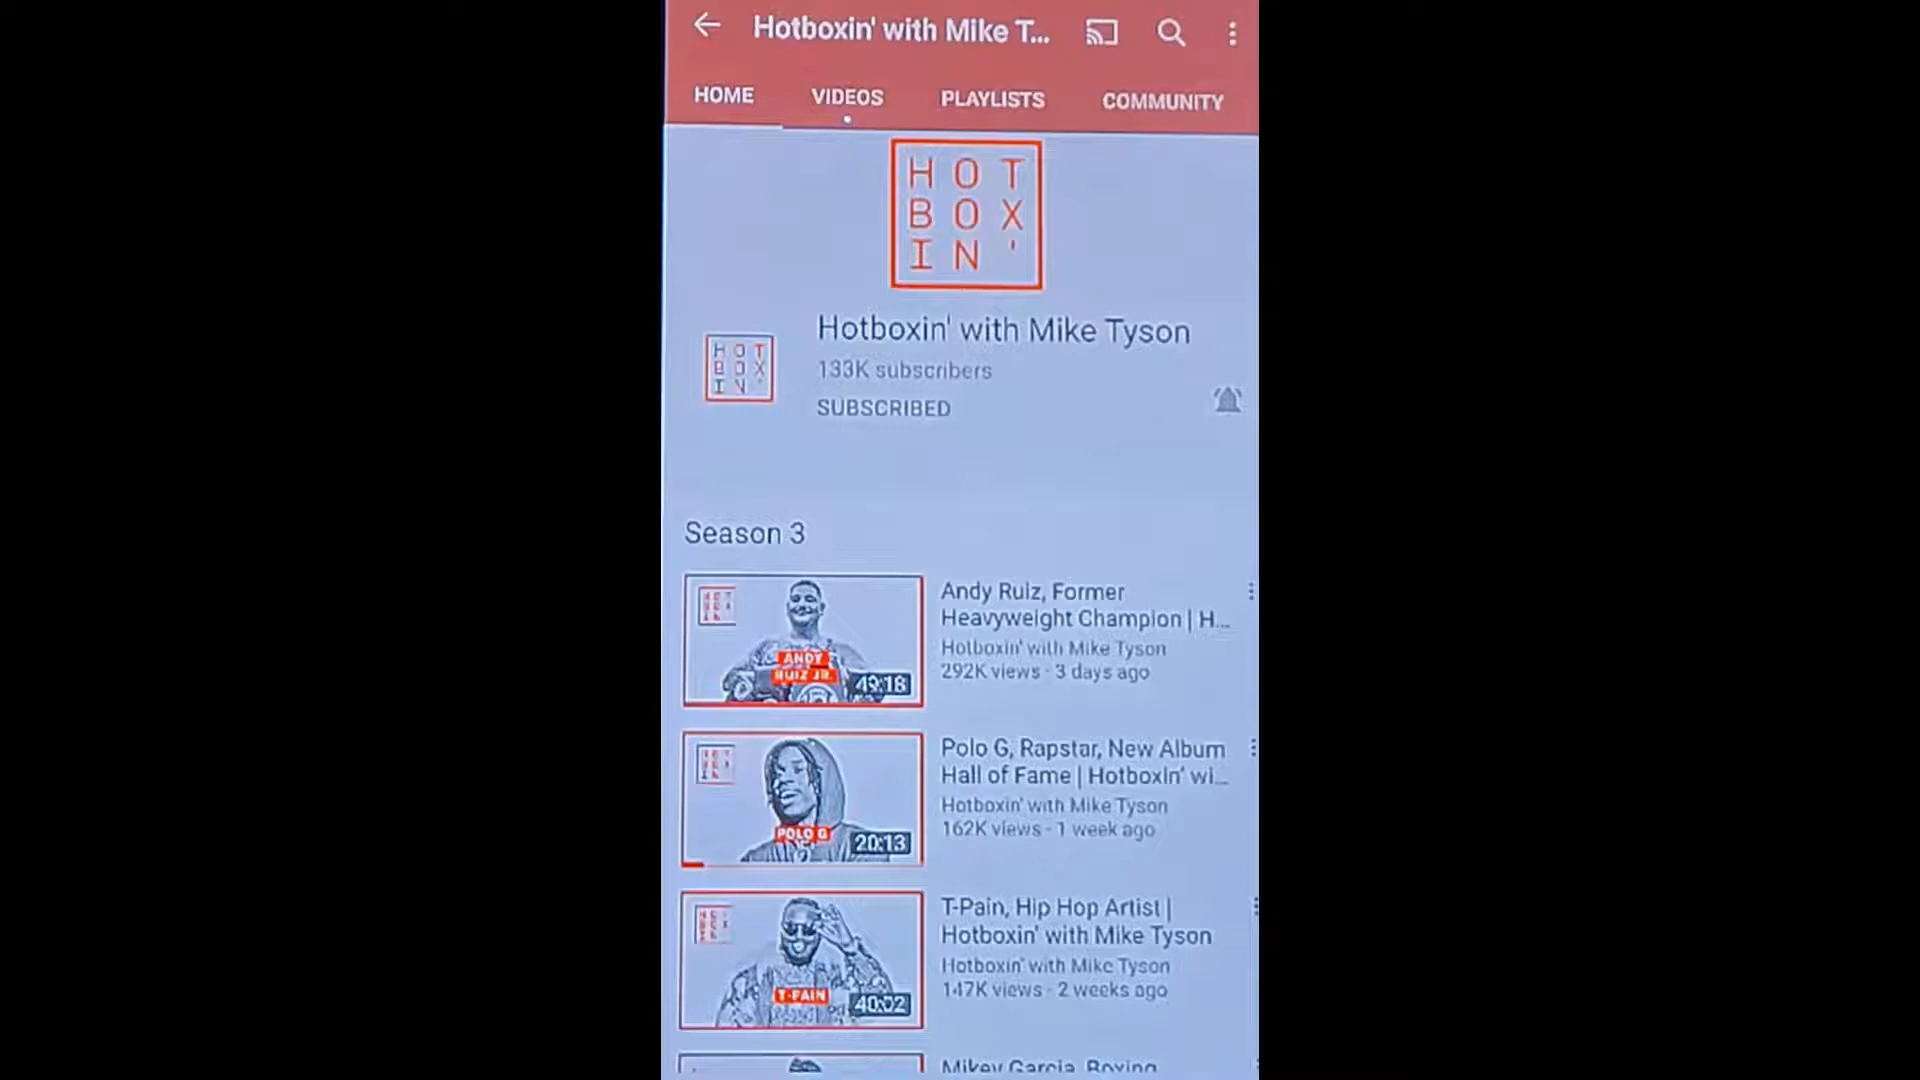 Hotboxin' with Mike T...
HOME
VIDEOS
PLAYLISTS
COMMUNITY
H O T
B O X
I N '
Hotboxin' with Mike Tyson
133K subscribers
SUBSCRIBED
H O T
B O X
I N '
Season 3
Andy Ruiz, Former
Heavyweight Champion | H...
Hotboxin' with Mike Tyson
292K views · 3 days ago
ANDY
RUIZ JR.
49:18
Polo G, Rapstar, New Album
Hall of Fame | Hotboxin' wi...
Hotboxin' with Mike Tyson
162K views · 1 week ago
POLO G
20:13
T-Pain, Hip Hop Artist |
Hotboxin' with Mike Tyson
Hotboxin' with Mike Tyson
147K views · 2 weeks ago
T-PAIN
40:02
Mikey Garcia, Boxing